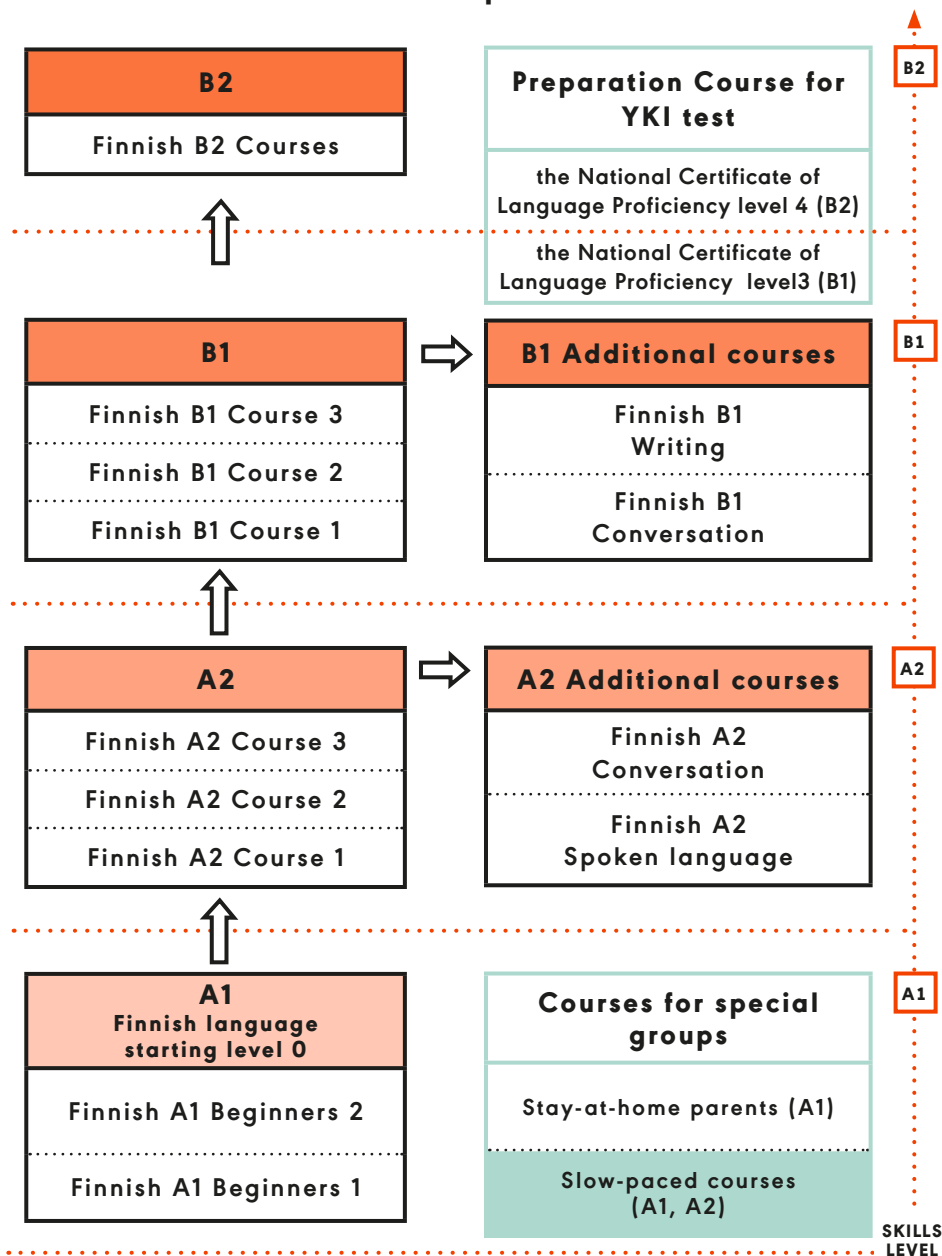 B2
Finnish B2 Courses
Preparation Course for
YKI test
the National Certificate of
Language Proficiency level 4 (B2)
the National Certificate of
Language Proficiency level3 (B1)
B2
B1
Finnish B1 Course 3
Finnish B1 Course 2
Finnish B1 Course 1
B1 Additional courses
Finnish B1
Writing
Finnish B1
Conversation
B1
A2
Finnish A2 Course 3
Finnish A2 Course 2
Finnish A2 Course 1
A2 Additional courses
Finnish A2
Conversation
Finnish A2
Spoken language
A2
A1
Finnish language
starting level 0
Finnish A1 Beginners 2
Finnish A1 Beginners 1
Courses for special
groups
Stay-at-home parents (A1)
Slow-paced courses
(A1, A2)
A1
SKILLS
LEVEL